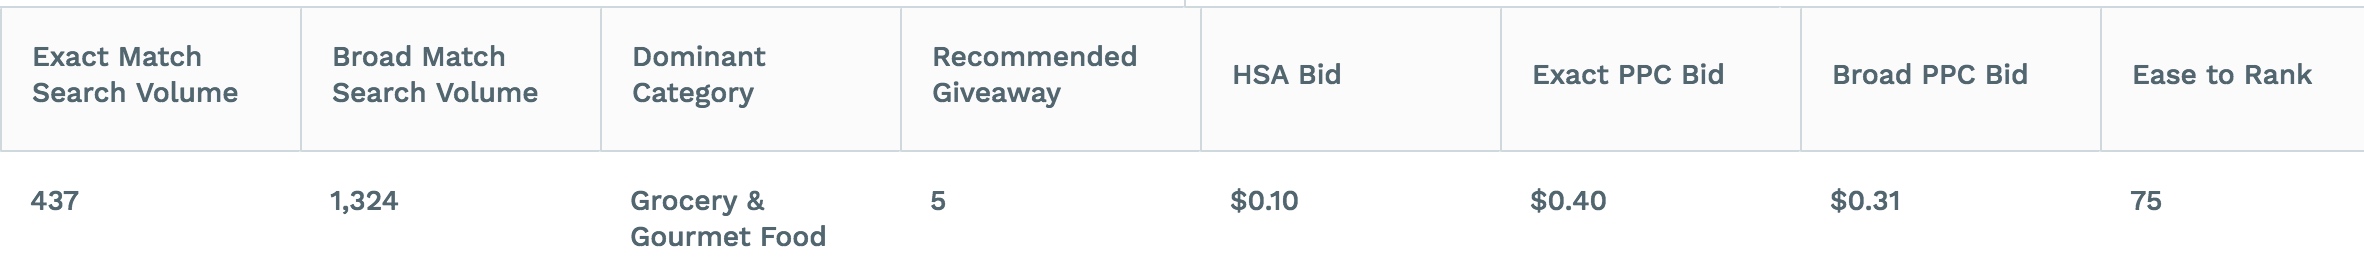 Exact Match
Search Volume
Broad Match
Search Volume
Dominant
Category
Recommended
Giveaway
HSA Bid
Exact PPC Bid
Broad PPC Bid
Ease to Rank
437
1,324
Grocery &
Gourmet Food
5
$0.10
$0.40
$0.31
75